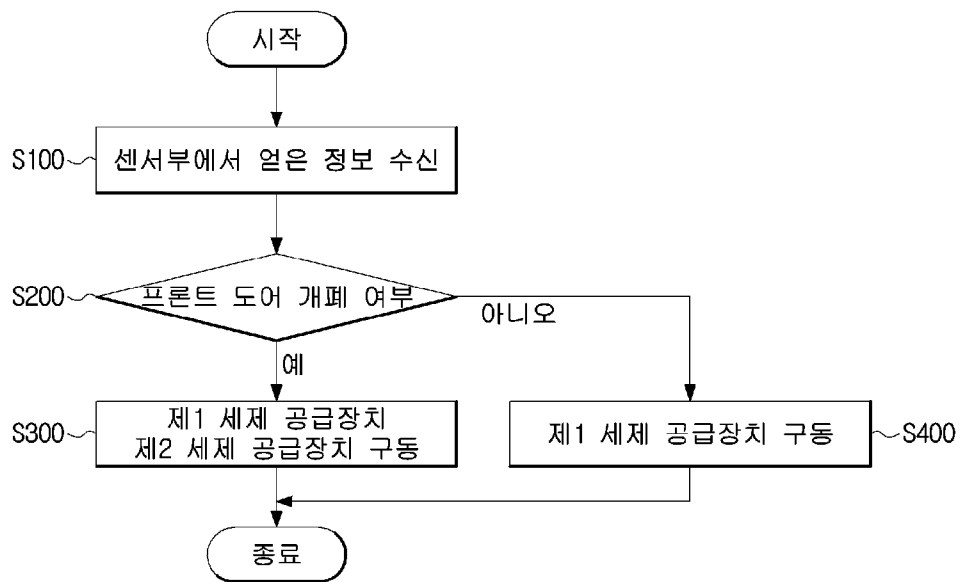 시작
S100
센서부에서 얻은 정보 수신
S200
프론트 도어 개폐 여부
아니오
예
S300
제1 세제 공급장치
제2 세제 공급장치 구동
제1 세제 공급장치 구동
S400
종료